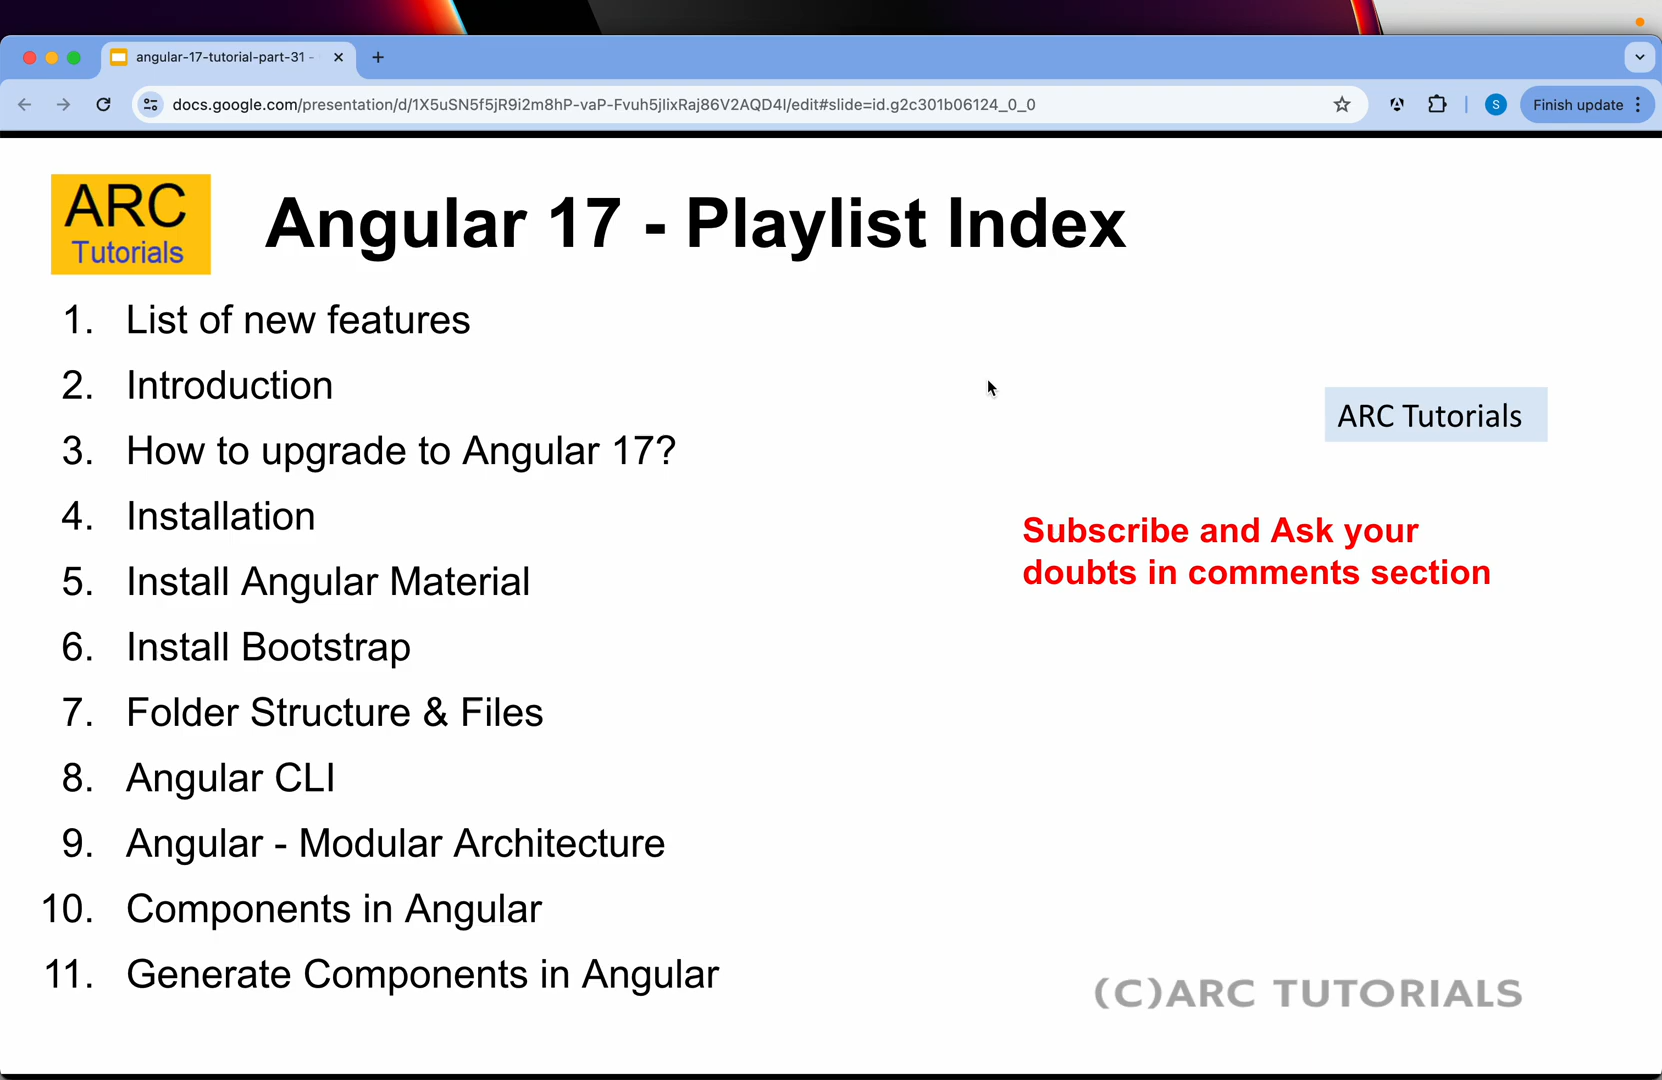 angular-17-tutorial-part-31 -
docs.google.com/presentation/d/1X5uSN5f5jR9i2m8hP-vaP-Fvuh5jlixRaj86V2AQD4I/edit#slide=id.g2c301b06124_0_0
S
Finish update
ARC
Tutorials
Angular 17 - Playlist Index
1. List of new features
2. Introduction
3. How to upgrade to Angular 17?
4. Installation
5. Install Angular Material
6. Install Bootstrap
7. Folder Structure & Files
8. Angular CLI
9. Angular - Modular Architecture
10. Components in Angular
11. Generate Components in Angular
ARC Tutorials
Subscribe and Ask your
doubts in comments section
(C)ARC TUTORIALS